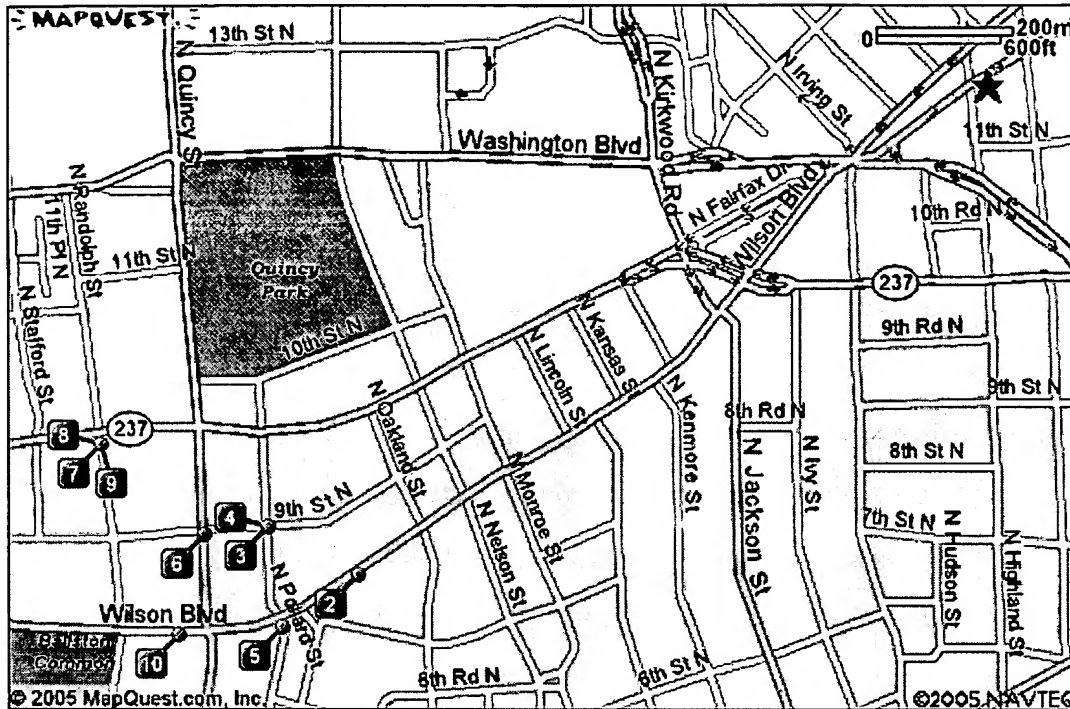 MAPQUEST
13th St N
200m
0
600ft
N Quincy St
N Kirkwood Rd
N Irving St
Washington Blvd
11th St N
N Randolph St
11th Pl N
11th St N
N Fairfax Dr
Wilson Blvd
10th Rd N
Quincy
Park
237
N Stafford St
10th St N
N Kansas S
N Lincoln S
9th Rd N
N Oakland St
N Kenmore St
8th Rd N
9th St N
8
237
7
9
N Monroe St
N Jackson St
N Ivy St
8th St N
4
9th St N
N Nelson St
7th St N
6
3
N Hudson St
N Highland St
N Pollard St
2
Wilson Blvd
Ballston
Common
10
5
6th Rd N
6th St N
© 2005 MapQuest.com, Inc.
©2005 NAVTEQ